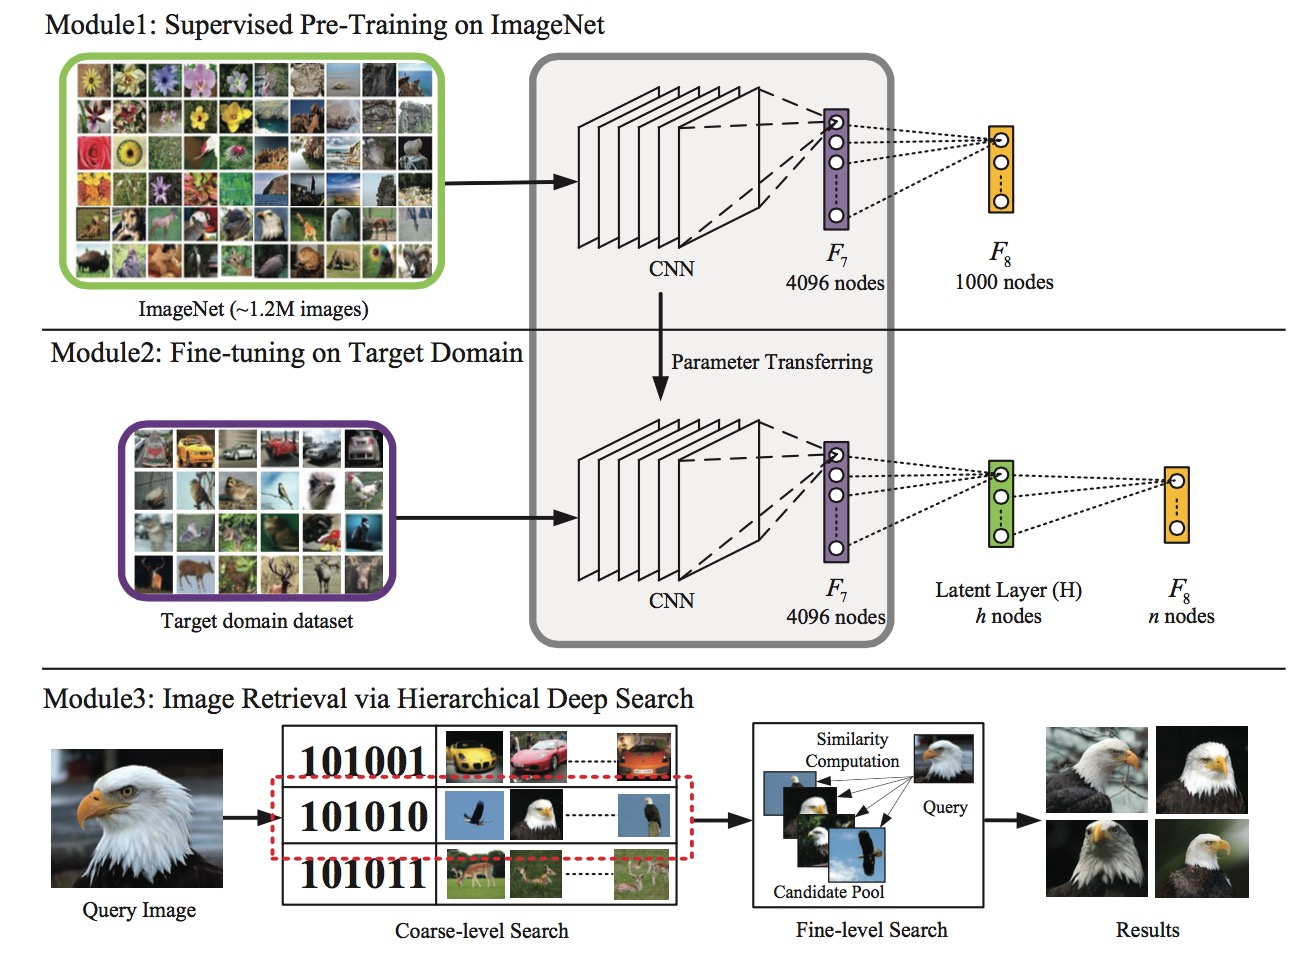 Module1: Supervised Pre-Training on ImageNet
CNN
F7
4096 nodes
F8
1000 nodes
ImageNet (~1.2M images)
Module2: Fine-tuning on Target Domain
Parameter Transferring
CNN
F7
4096 nodes
Latent Layer (H)
h nodes
F8
n nodes
Target domain dataset
Module3: Image Retrieval via Hierarchical Deep Search
101001
101010
101011
Similarity
Computation
Query
Candidate Pool
Query Image
Coarse-level Search
Fine-level Search
Results